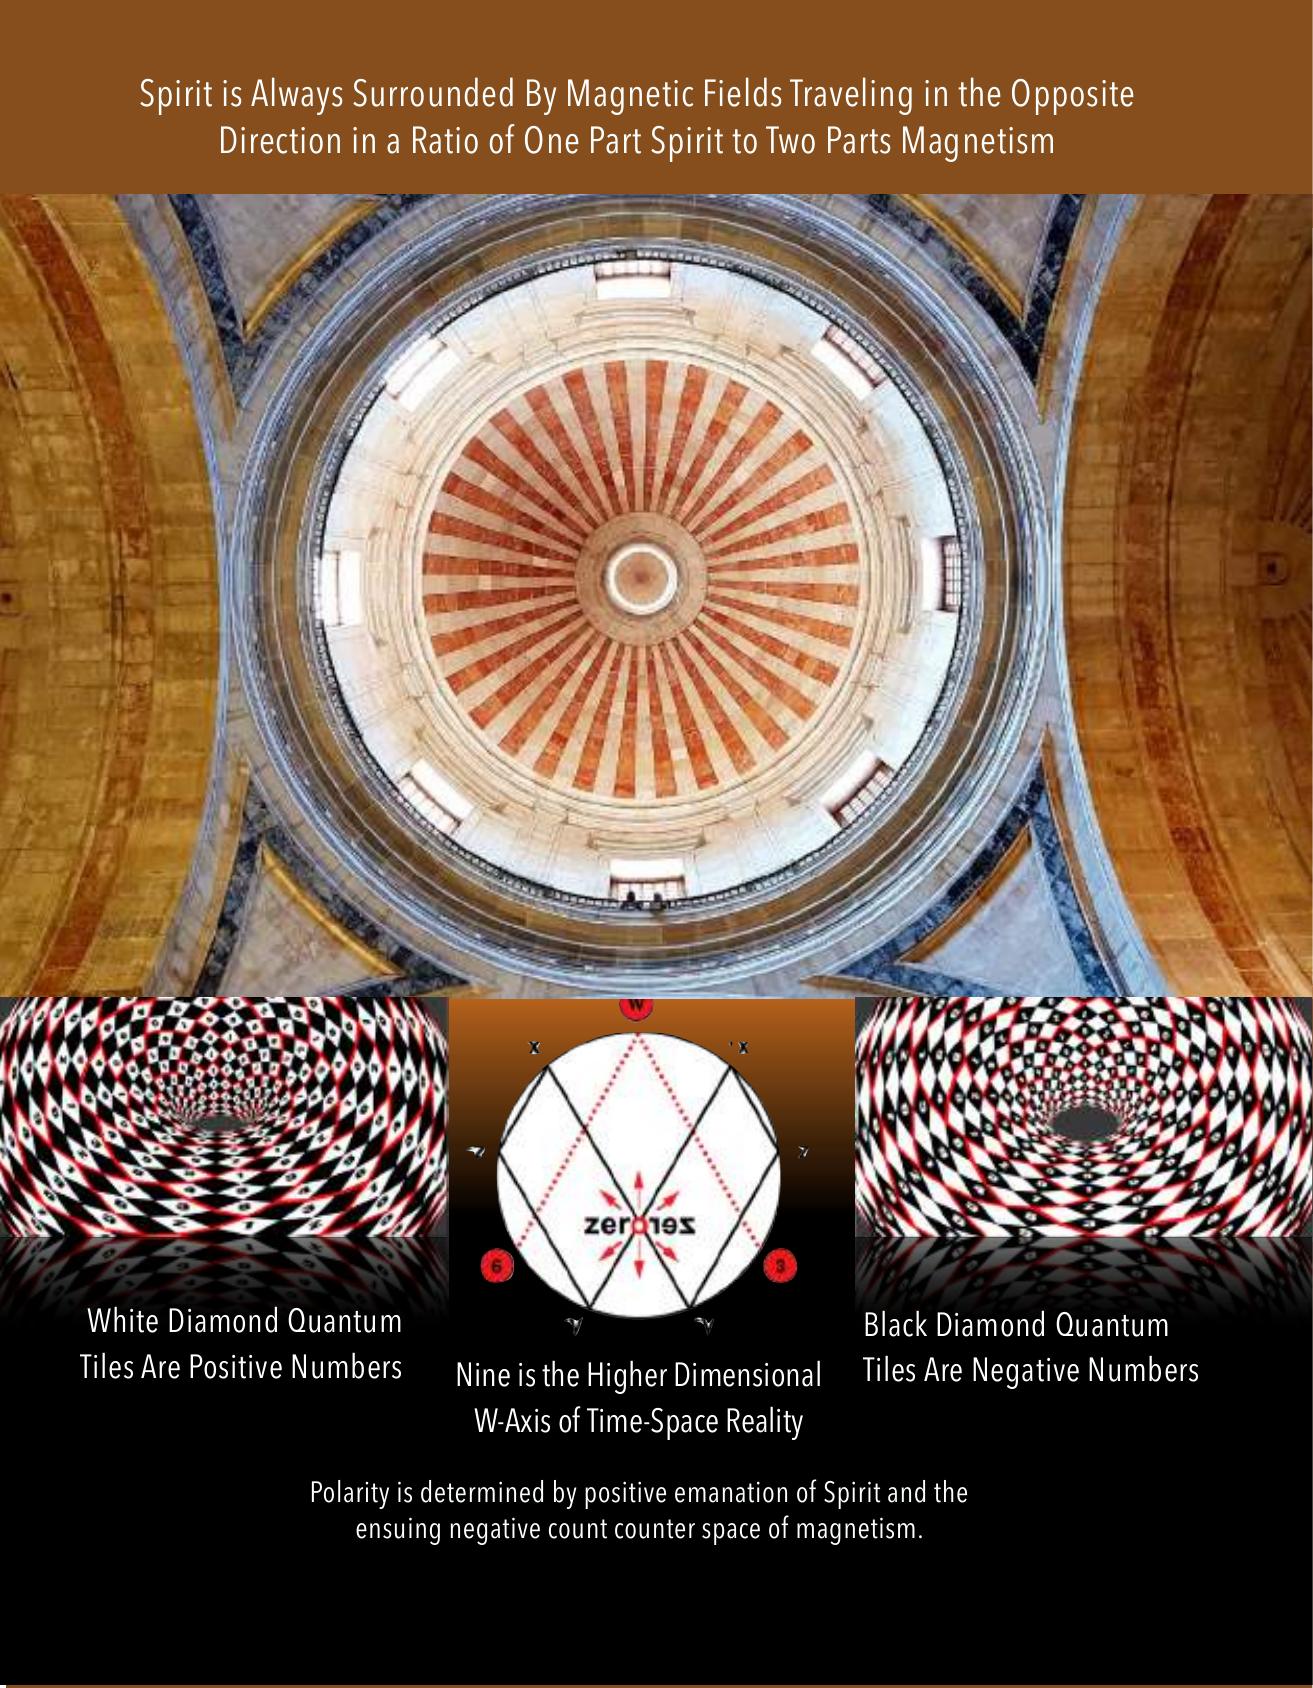 Spirit is Always Surrounded By Magnetic Fields Traveling in the Opposite
Direction in a Ratio of One Part Spirit to Two Parts Magnetism
W
X
X
6
3
White Diamond Quantum
Tiles Are Positive Numbers
Nine is the Higher Dimensional
W-Axis of Time-Space Reality
Black Diamond Quantum
Tiles Are Negative Numbers
Polarity is determined by positive emanation of Spirit and the
ensuing negative count counter space of magnetism.